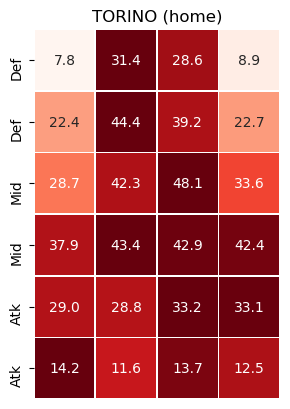 TORINO (home)
Def 7.8 31.4 28.6 8.9
Def 22.4 44.4 39.2 22.7
Mid 28.7 42.3 48.1 33.6
Mid 37.9 43.4 42.9 42.4
Atk 29.0 28.8 33.2 33.1
Atk 14.2 11.6 13.7 12.5